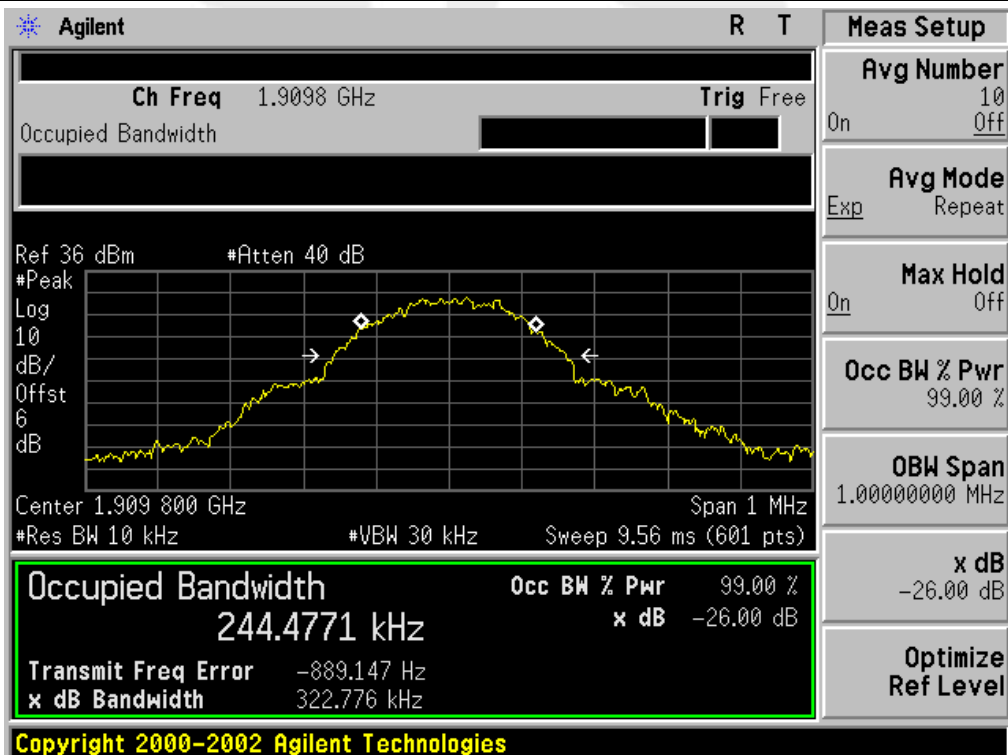 Agilent R T
Ch Freq 1.9098 GHz Trig Free
Occupied Bandwidth
Ref 36 dBm #Atten 40 dB
#Peak
Log
10
dB/
Offst
6
dB
Center 1.909 800 GHz Span 1 MHz
#Res BW 10 kHz #VBW 30 kHz Sweep 9.56 ms (601 pts)
Occupied Bandwidth Occ BW % Pwr 99.00 %
244.4771 kHz x dB -26.00 dB
Transmit Freq Error -889.147 Hz
x dB Bandwidth 322.776 kHz
Copyright 2000-2002 Agilent Technologies
Meas Setup
Avg Number
10
On Off
Avg Mode
Exp Repeat
Max Hold
On Off
Occ BW % Pwr
99.00 %
OBW Span
1.00000000 MHz
x dB
-26.00 dB
Optimize
Ref Level